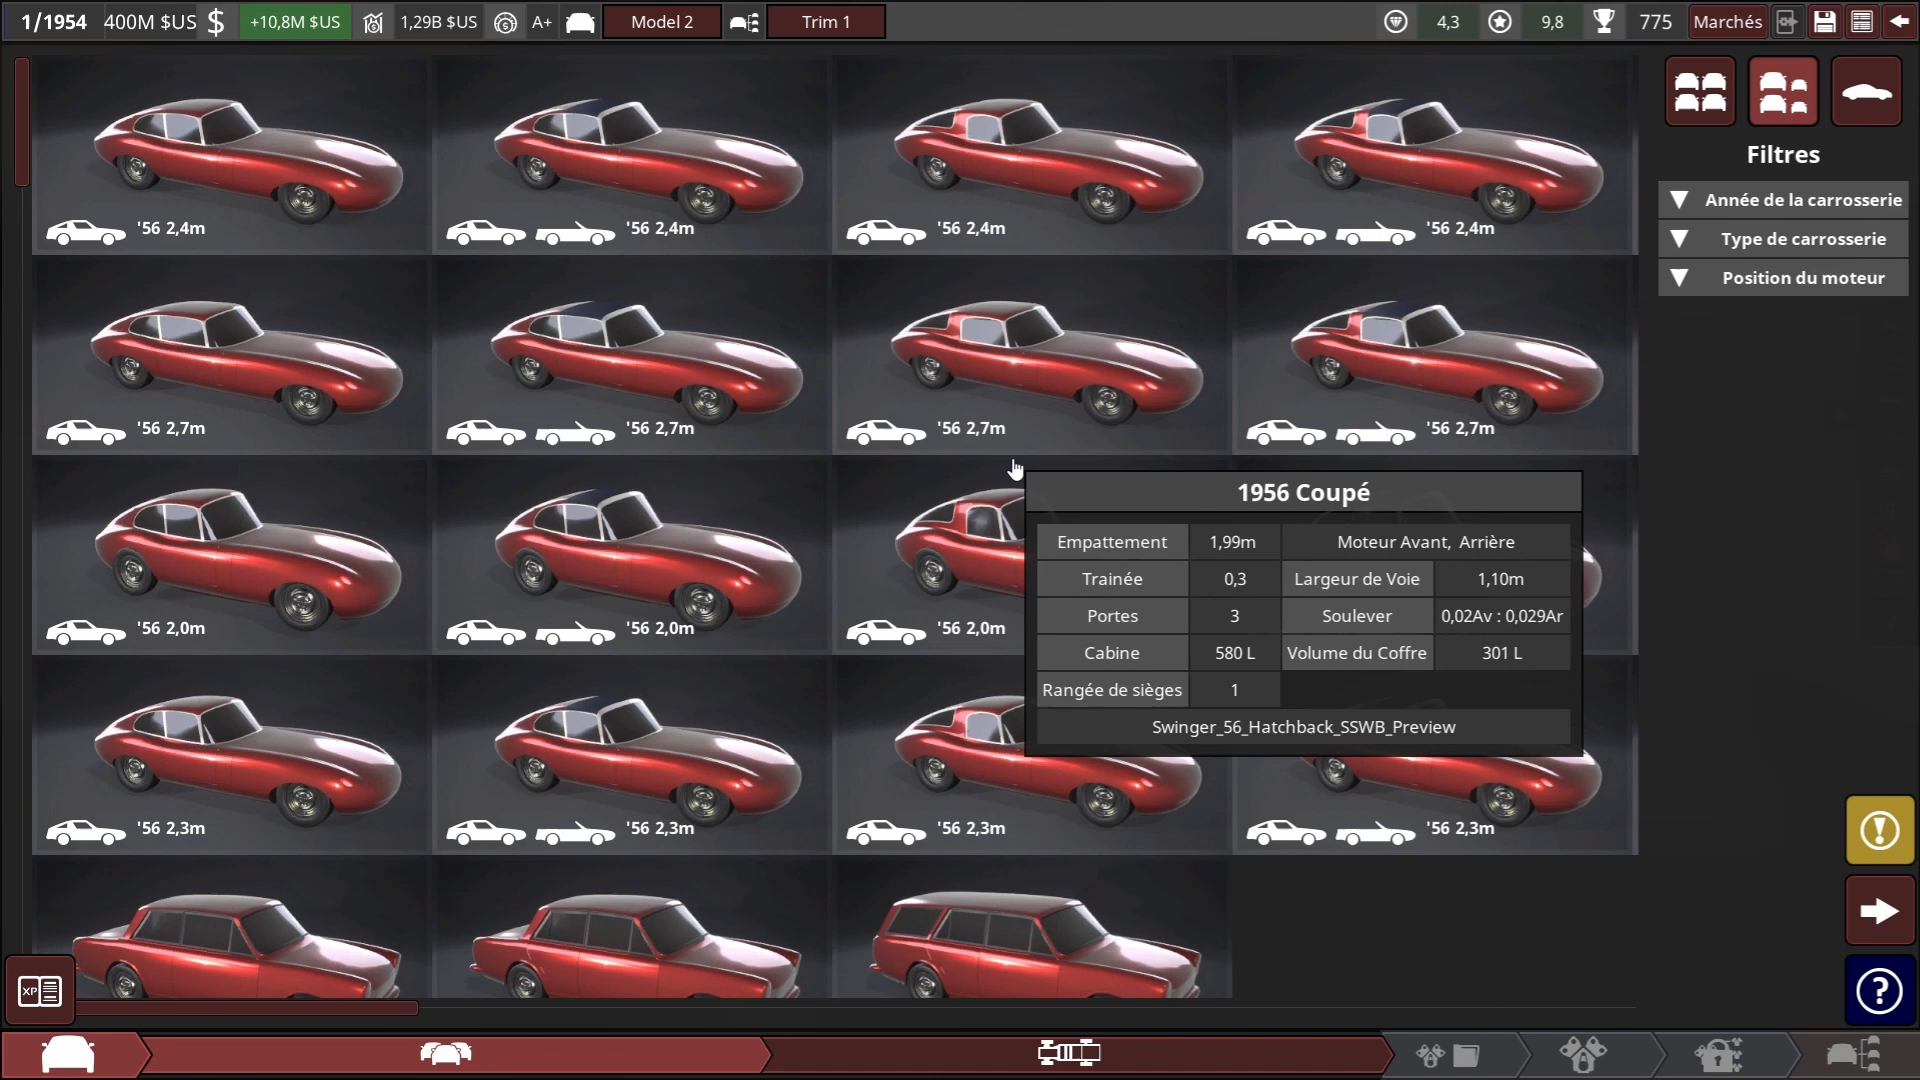 1/1954
400M $US
+10,8M $US
1,29B $US
A+
Model 2
Trim 1
4,3
9,8
775
Marchés
'56 2,4m
'56 2,4m
'56 2,4m
'56 2,4m
Filtres
Année de la carrosserie
Type de carrosserie
Position du moteur
'56 2,7m
'56 2,7m
'56 2,7m
'56 2,7m
'56 2,0m
'56 2,0m
'56 2,0m
1956 Coupé
Empattement 1,99m Moteur Avant, Arrière
Trainée 0,3 Largeur de Voie 1,10m
Portes 3 Soulever 0,02Av : 0,029Ar
Cabine 580 L Volume du Coffre 301 L
Rangée de sièges 1
Swinger_56_Hatchback_SSWB_Preview
'56 2,3m
'56 2,3m
'56 2,3m
'56 2,3m
XP